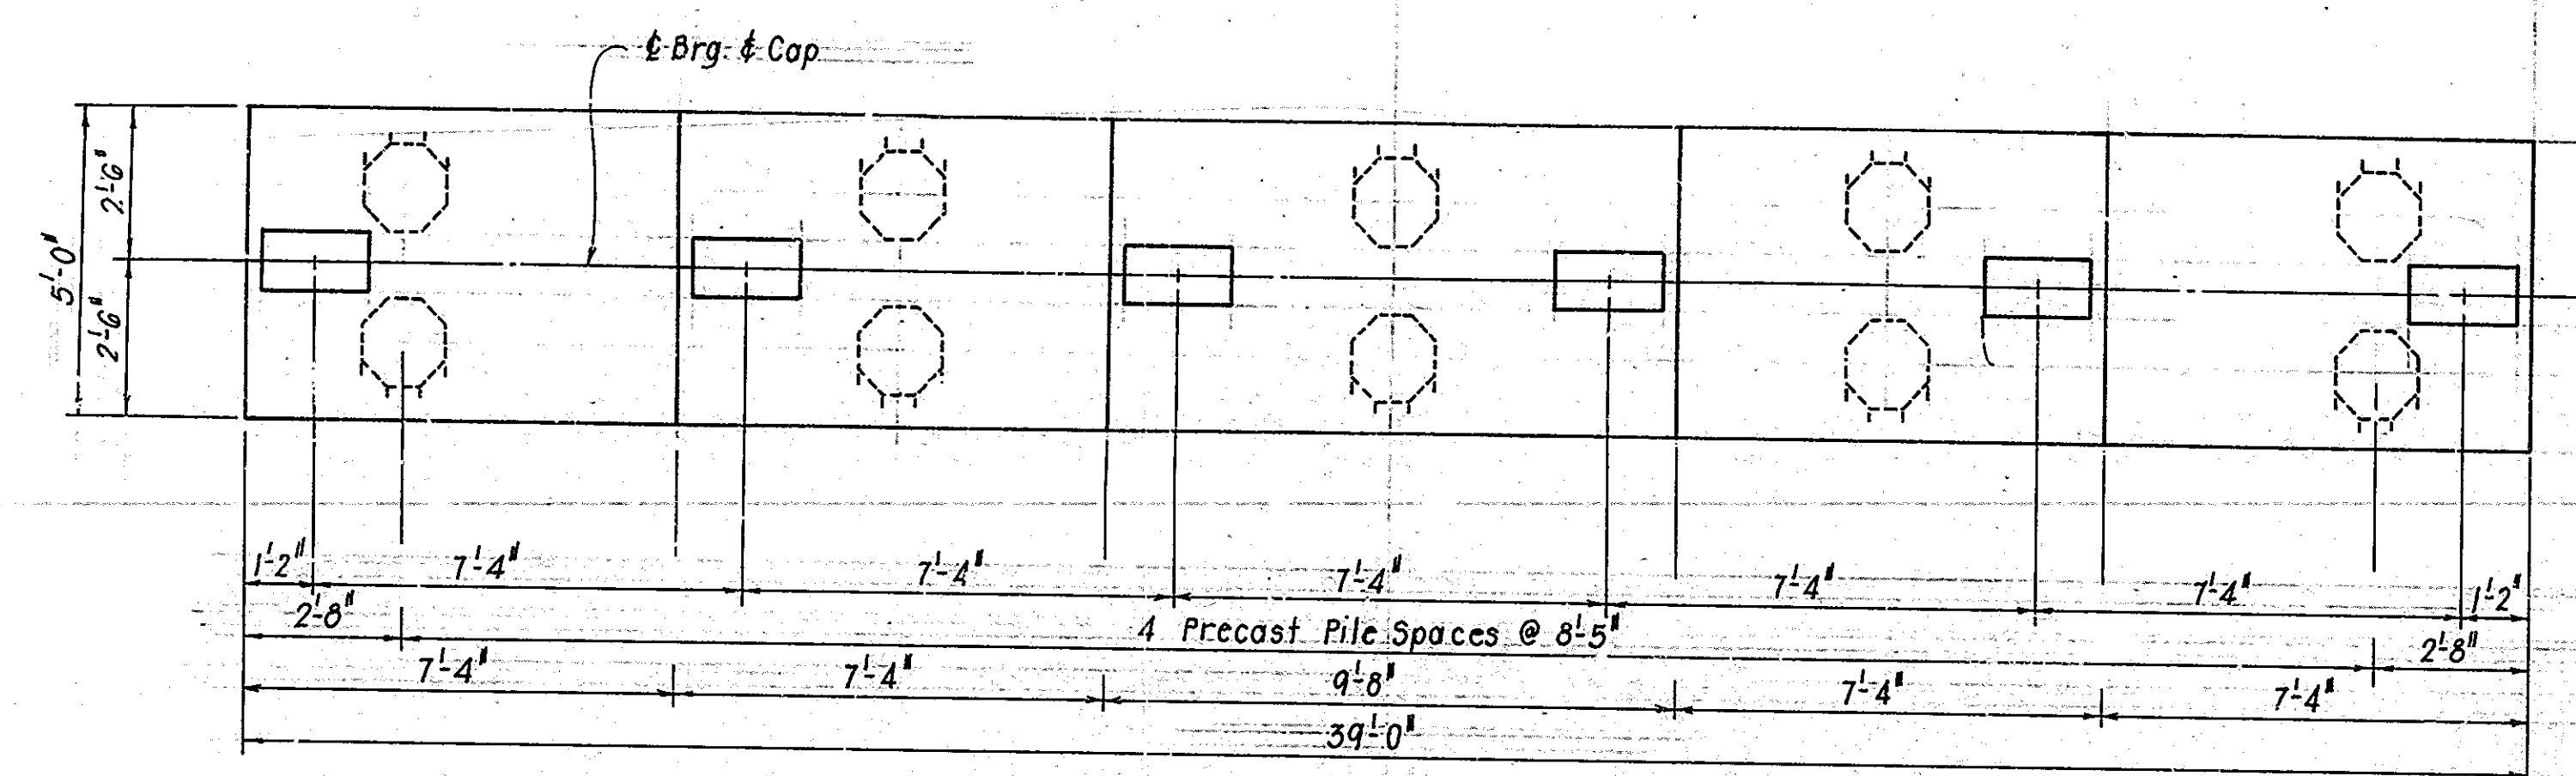 ℄ Brg. ⅋ Cap
5'-0"
2'-6"
2'-6"
1'-2" 7'-4" 7'-4" 7'-4" 7'-4" 7'-4" 1'-2"
2'-8" 4 Precast Pile Spaces @ 8'-5" 2'-8"
7'-4" 7'-4" 9'-8" 7'-4" 7'-4"
39'-0"